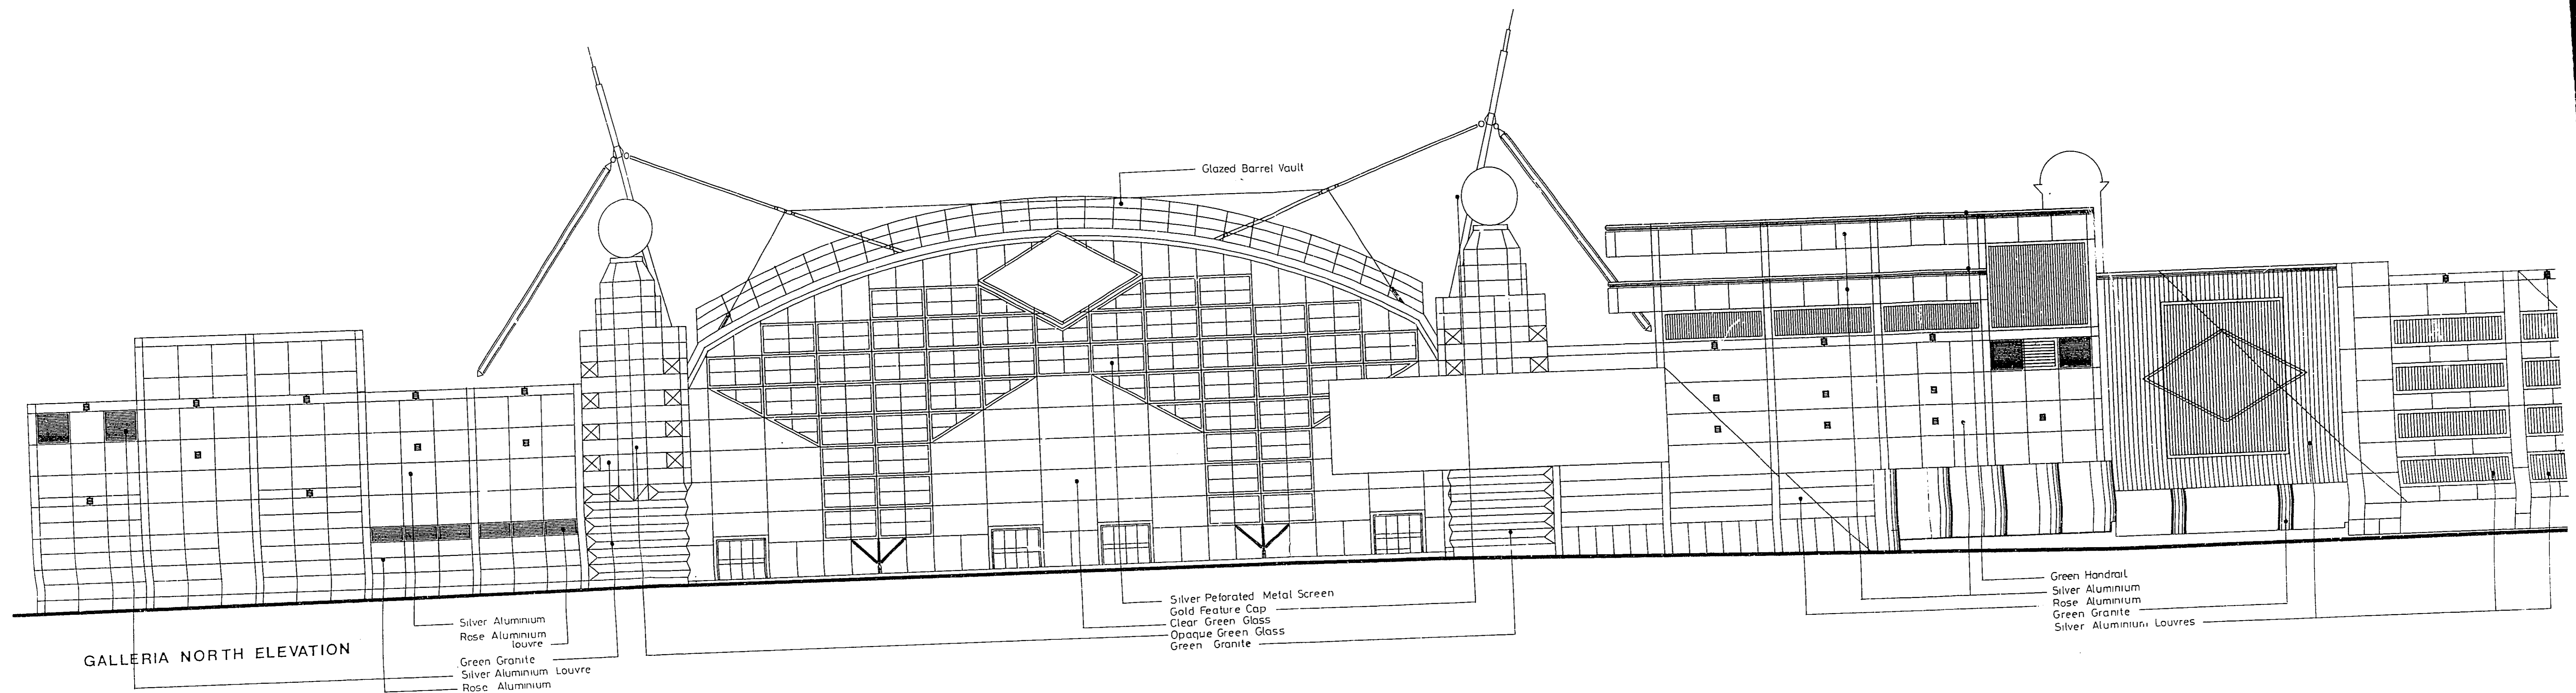 Glazed Barrel Vault
Silver Peforated Metal Screen
Gold Feature Cap
Clear Green Glass
Opaque Green Glass
Green Granite
Green Handrail
Silver Aluminium
Rose Aluminium
Green Granite
Silver Aluminium Louvres
Silver Aluminium
Rose Aluminium
louvre
Green Granite
Silver Aluminium Louvre
Rose Aluminium
GALLERIA NORTH ELEVATION